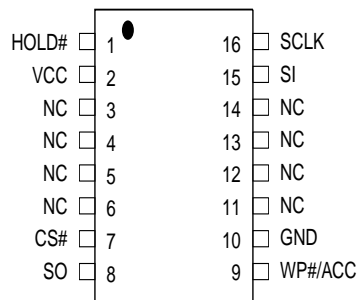 HOLD# 1 16 SCLK
VCC 2 15 SI
NC 3 14 NC
NC 4 13 NC
NC 5 12 NC
NC 6 11 NC
CS# 7 10 GND
SO 8 9 WP#/ACC